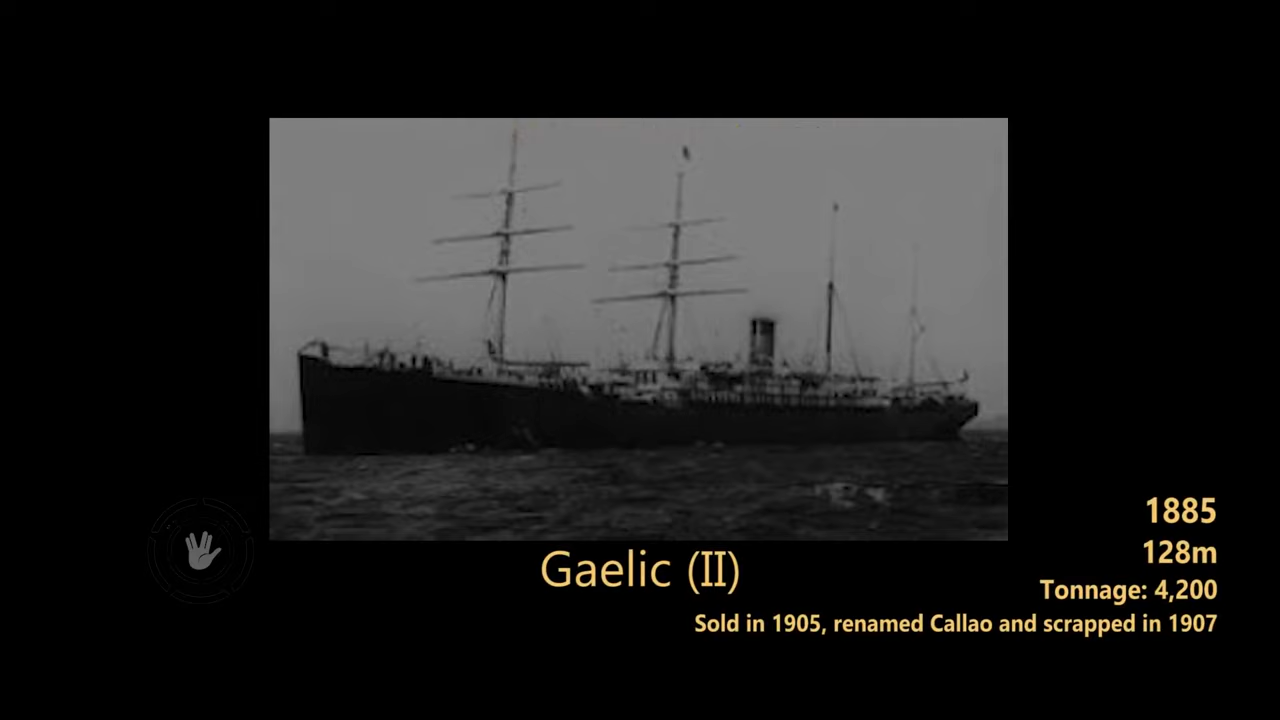 Gaelic (II)
1885
128m
Tonnage: 4,200
Sold in 1905, renamed Callao and scrapped in 1907